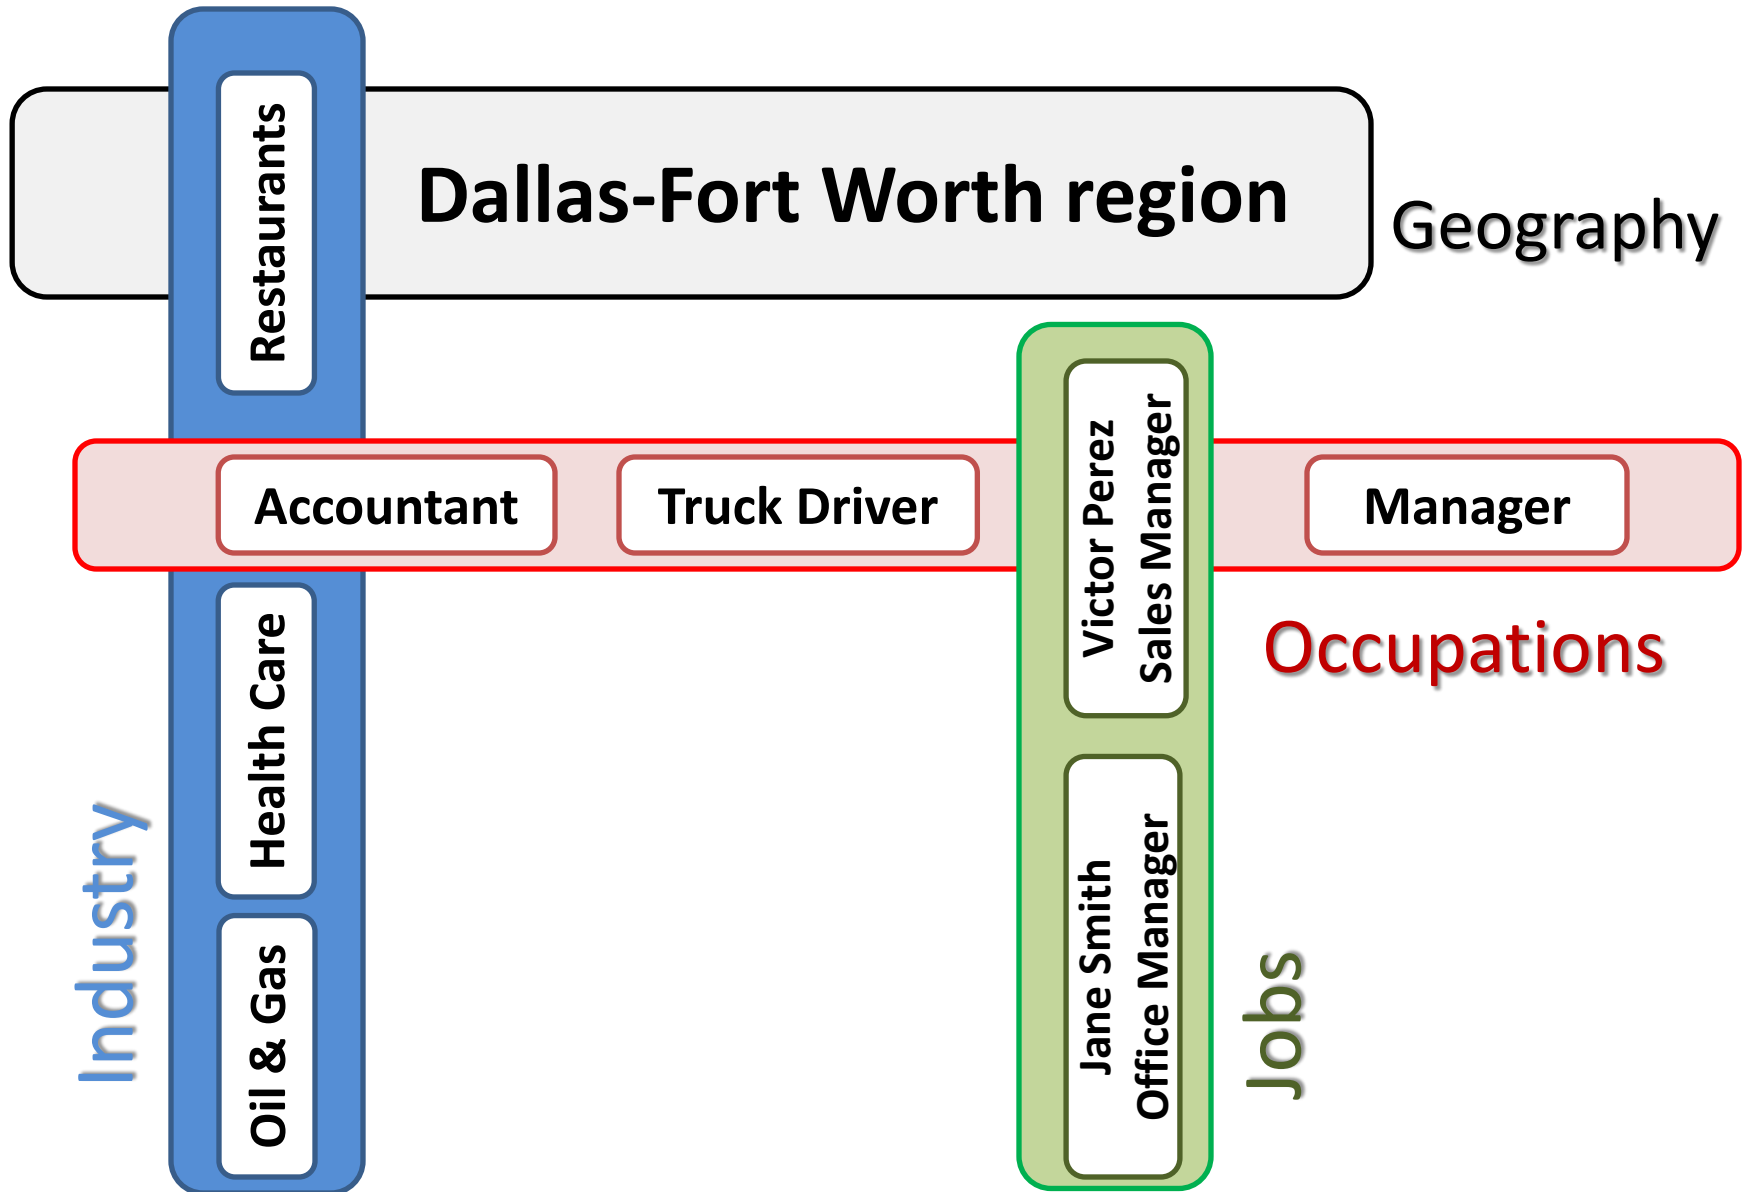 Restaurants
Dallas-Fort Worth region
Geography
Accountant
Truck Driver
Victor Perez
Sales Manager
Manager
Occupations
Health Care
Industry
Oil & Gas
Jane Smith
Office Manager
Jobs